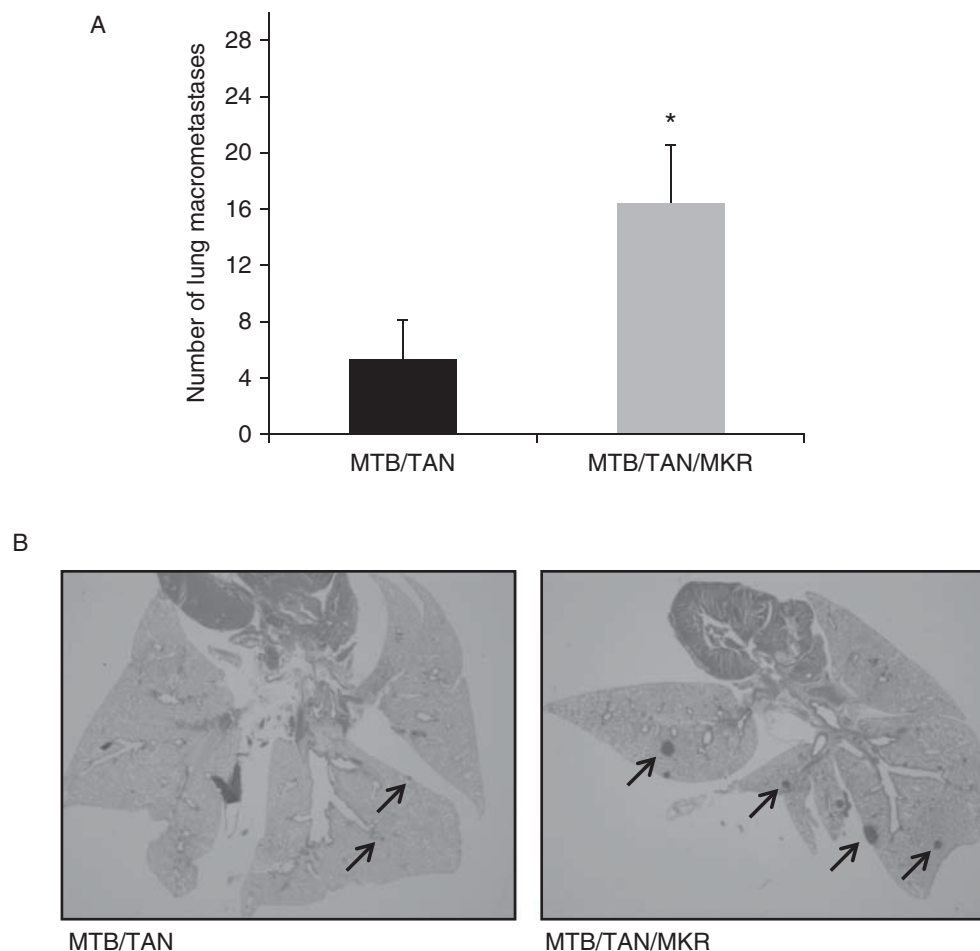 A
Number of lung macrometastases
28
24
20
16
12
8
4
0
*
MTB/TAN
MTB/TAN/MKR
B
MTB/TAN
MTB/TAN/MKR